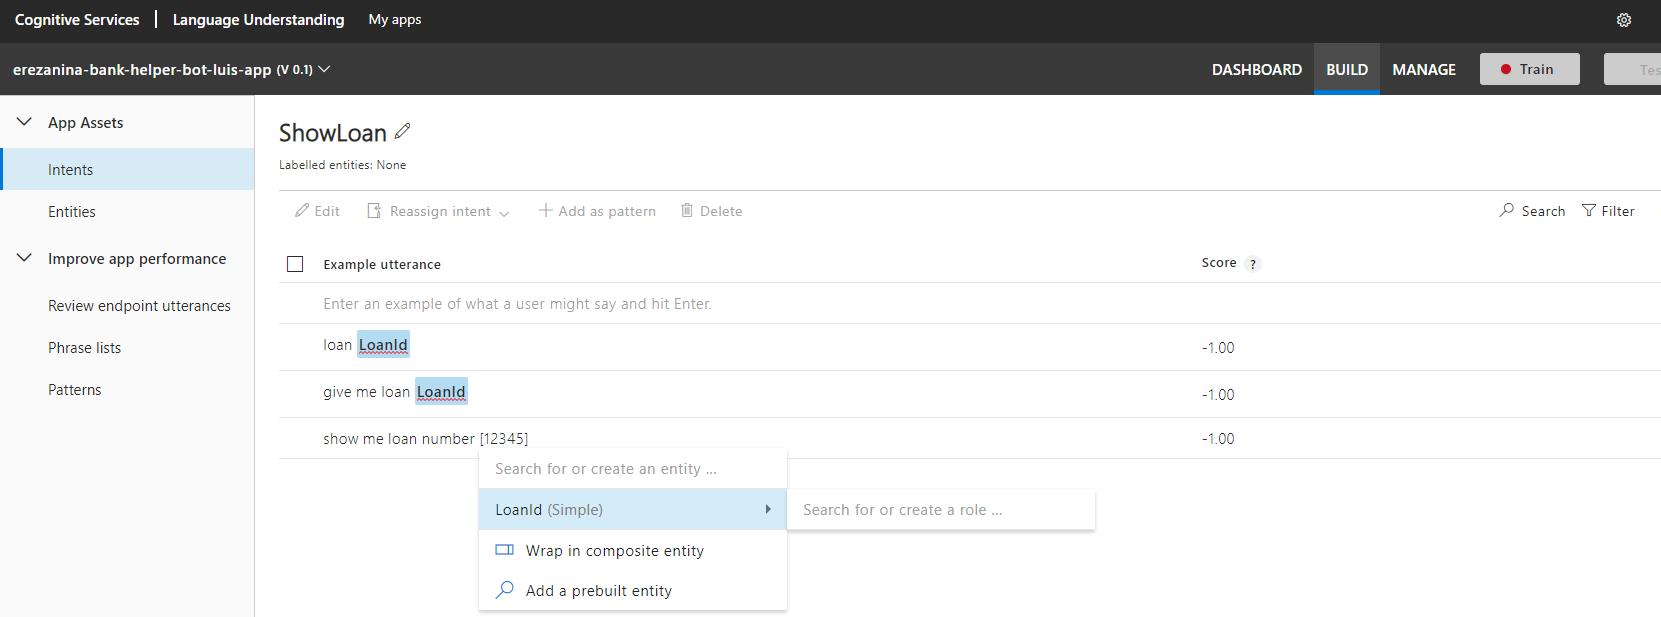 Cognitive Services | Language Understanding My apps
erezanina-bank-helper-bot-luis-app (V 0.1) DASHBOARD BUILD MANAGE Train Tes
App Assets
Intents
Entities
Improve app performance
Review endpoint utterances
Phrase lists
Patterns
ShowLoan
Labelled entities: None
Edit Reassign intent Add as pattern Delete Search Filter
Example utterance Score ?
Enter an example of what a user might say and hit Enter.
loan LoanId -1.00
give me loan LoanId -1.00
show me loan number [12345] -1.00
Search for or create an entity ...
LoanId (Simple) Search for or create a role ...
Wrap in composite entity
Add a prebuilt entity